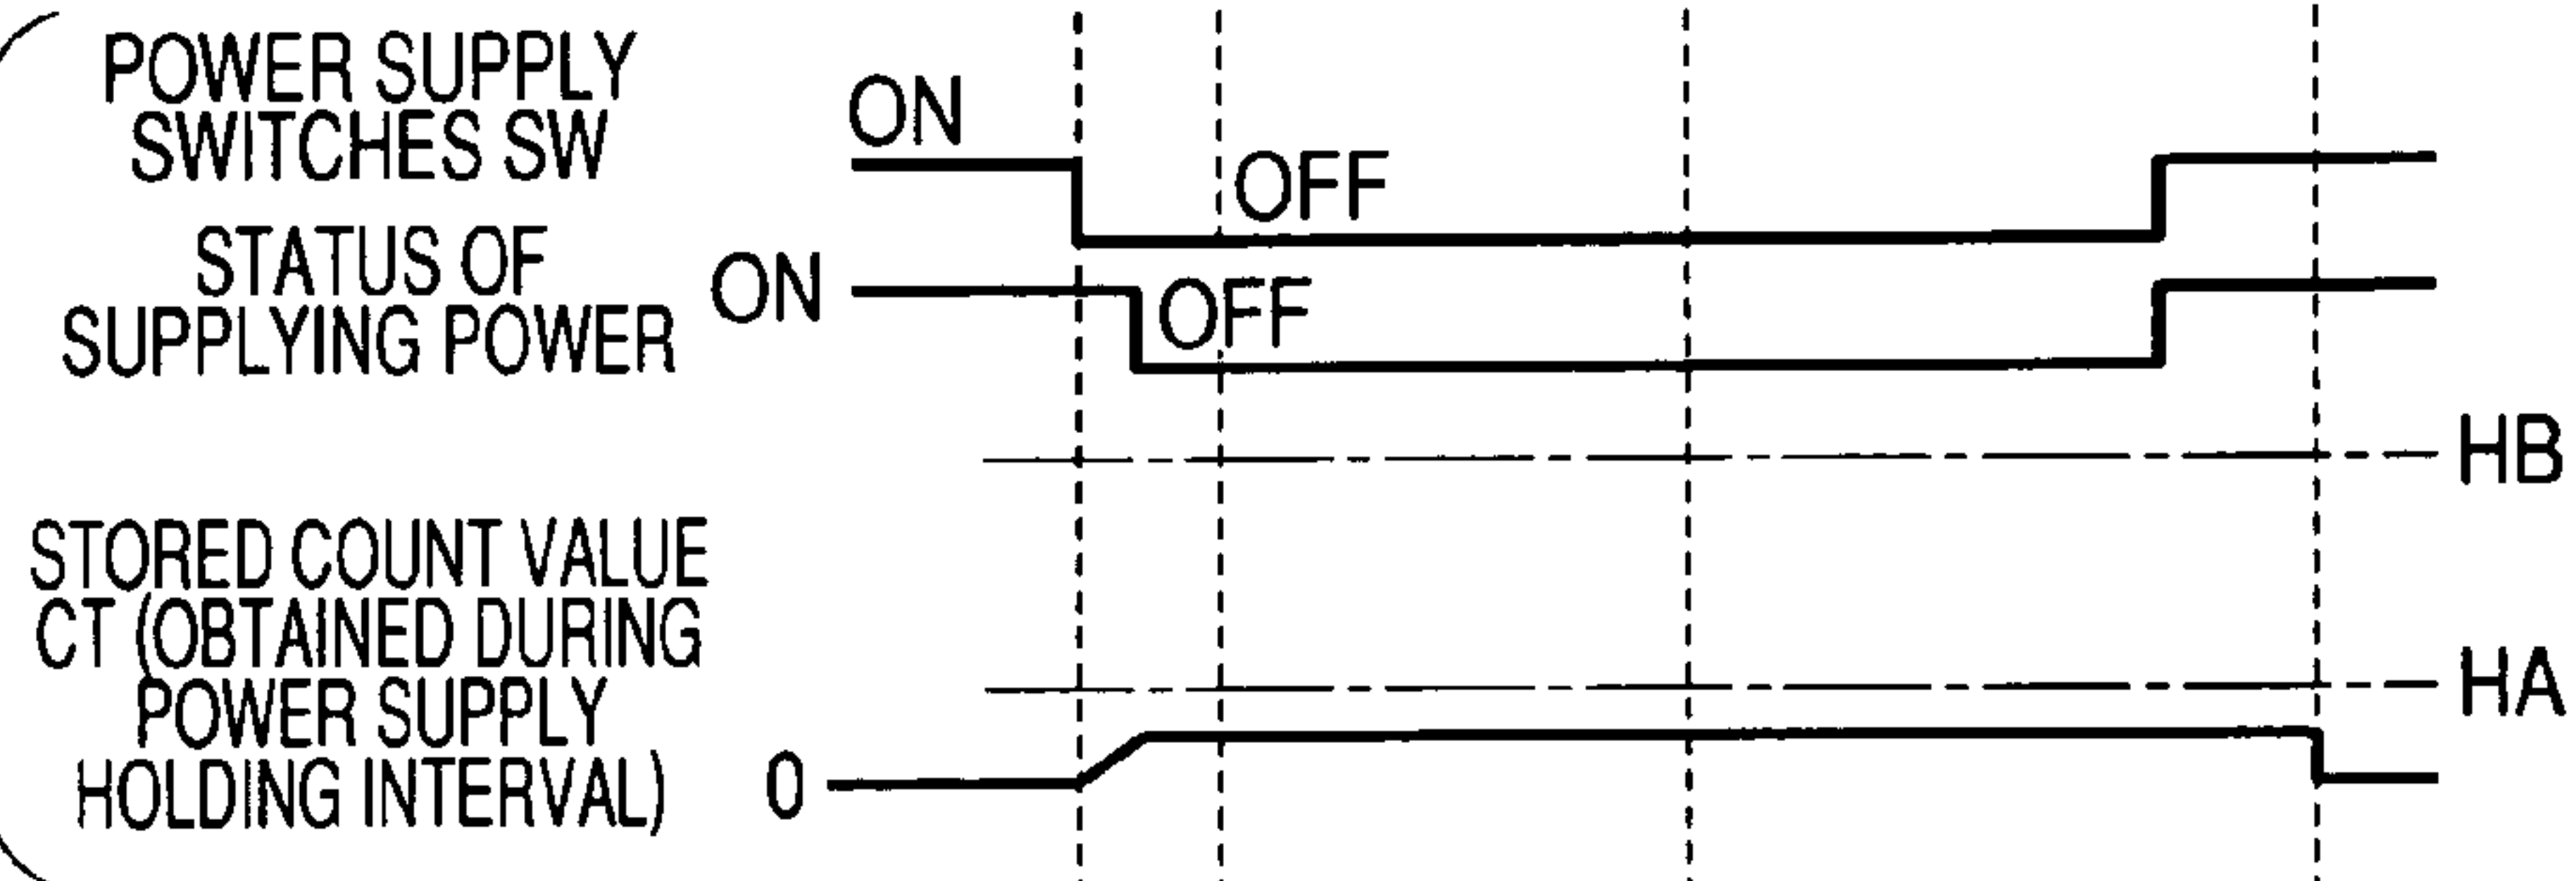 POWER SUPPLY
SWITCHES SW
ON
OFF
STATUS OF
SUPPLYING POWER
ON
OFF
HB
STORED COUNT VALUE
CT (OBTAINED DURING
POWER SUPPLY
HOLDING INTERVAL)
HA
0